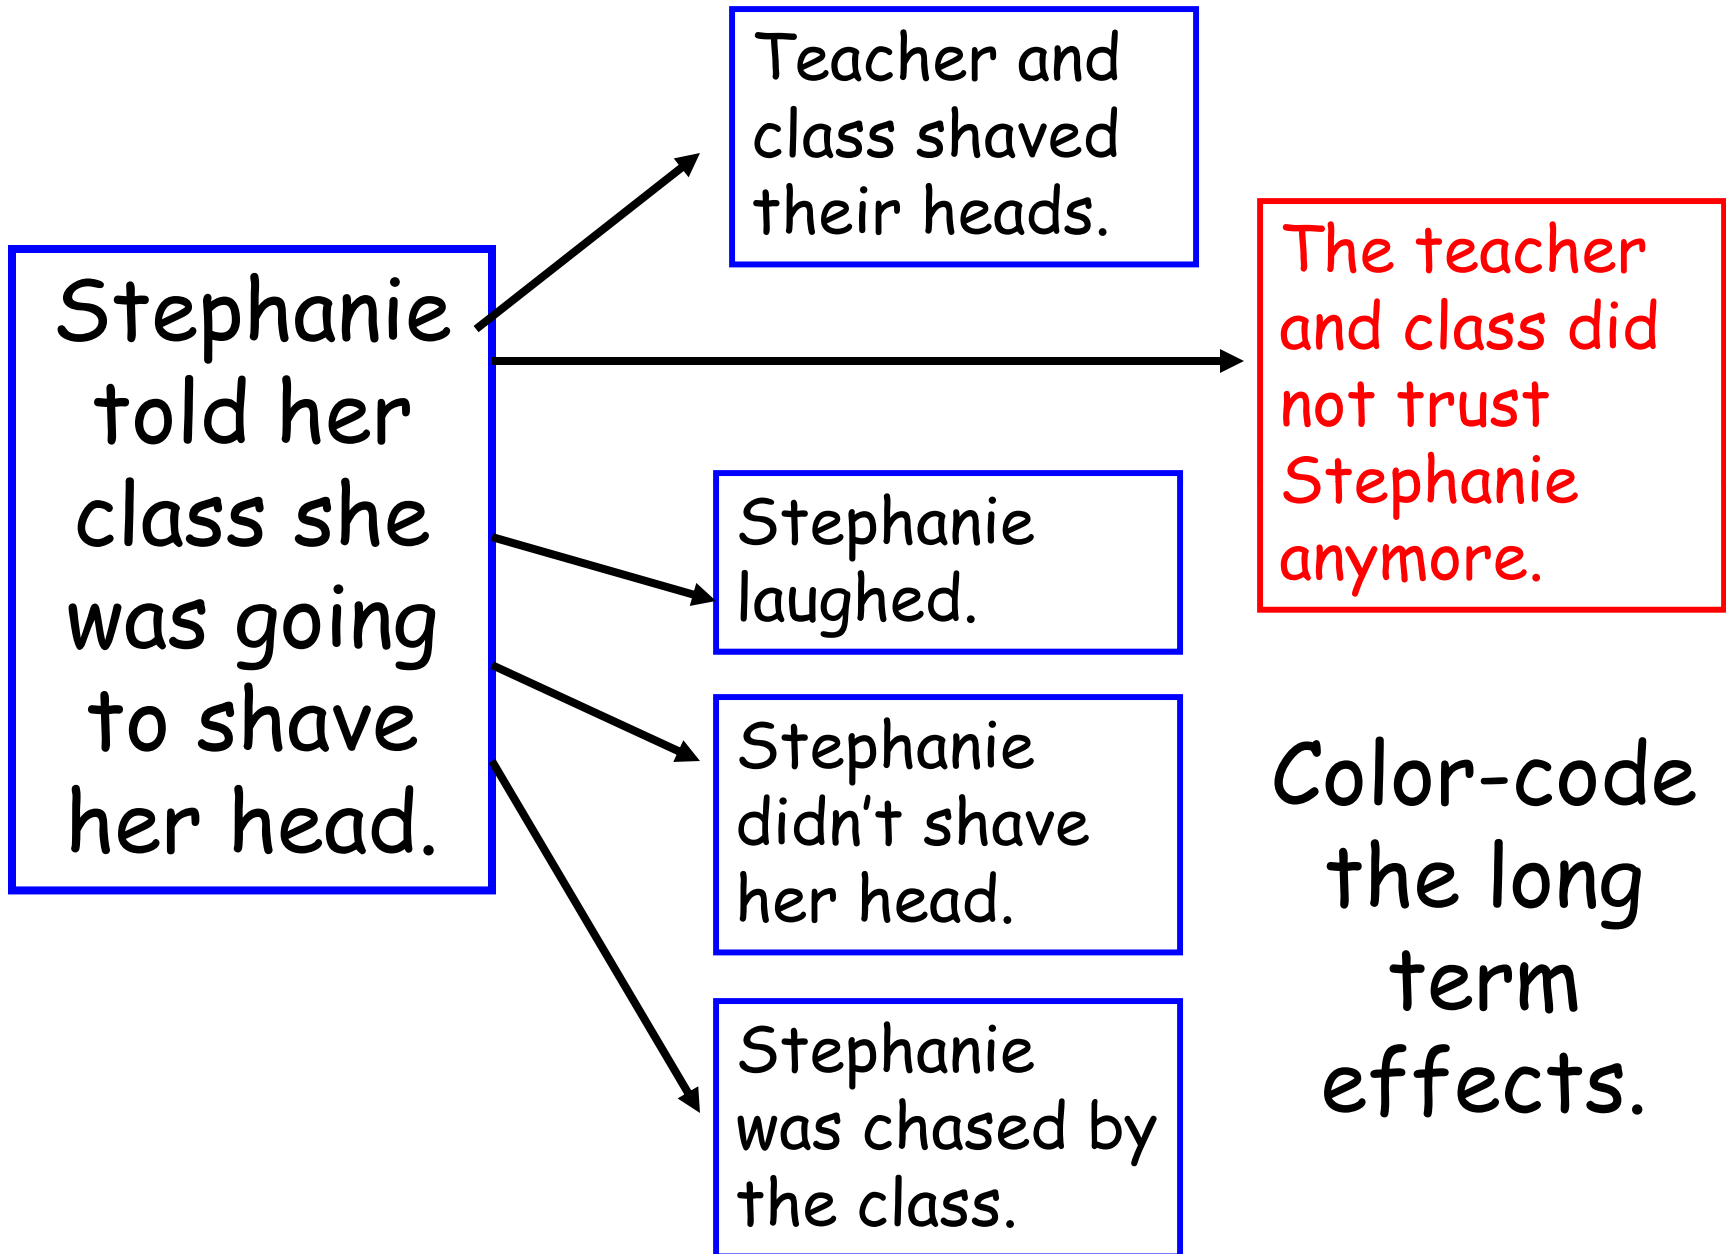 Stephanie
told her
class she
was going
to shave
her head.
Teacher and
class shaved
their heads.
The teacher
and class did
not trust
Stephanie
anymore.
Stephanie
laughed.
Stephanie
didn’t shave
her head.
Stephanie
was chased by
the class.
Color-code
the long
term
effects.